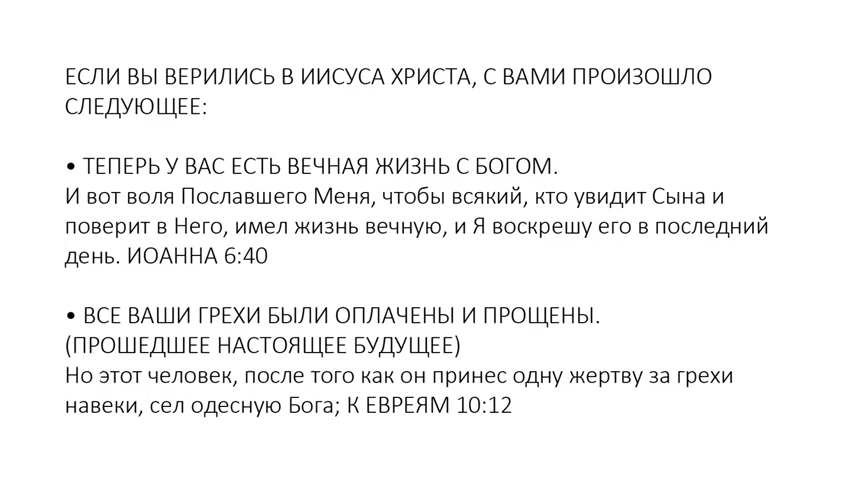 ЕСЛИ ВЫ ВЕРИЛИСЬ В ИИСУСА ХРИСТА, С ВАМИ ПРОИЗОШЛО
СЛЕДУЮЩЕЕ:
• ТЕПЕРЬ У ВАС ЕСТЬ ВЕЧНАЯ ЖИЗНЬ С БОГОМ.
И вот воля Пославшего Меня, чтобы всякий, кто увидит Сына и
поверит в Него, имел жизнь вечную, и Я воскрешу его в последний
день. ИОАННА 6:40
• ВСЕ ВАШИ ГРЕХИ БЫЛИ ОПЛАЧЕНЫ И ПРОЩЕНЫ.
(ПРОШЕДШЕЕ НАСТОЯЩЕЕ БУДУЩЕЕ)
Но этот человек, после того как он принес одну жертву за грехи
навеки, сел одесную Бога; К ЕВРЕЯМ 10:12